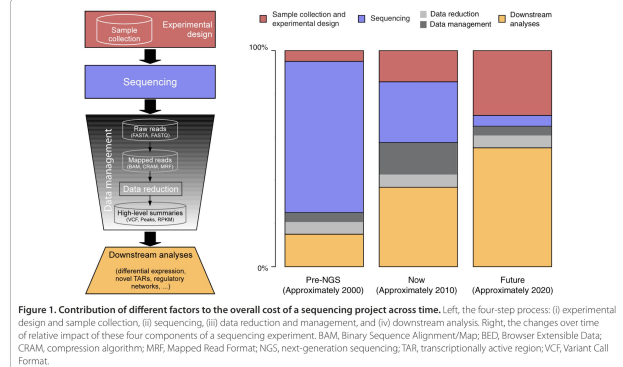 Sample collection
Experimental design
Sequencing
Data management
Raw reads
(FASTA, FASTQ)
Mapped reads
(BAM, CRAM, MRF)
Data reduction
High-level summaries
(VCF, Peaks, RPKM)
Downstream analyses
(differential expression,
novel TARs, regulatory
networks, ...)
Sample collection and
experimental design
Sequencing
Data reduction
Data management
Downstream
analyses
100%
0%
Pre-NGS
(Approximately 2000)
Now
(Approximately 2010)
Future
(Approximately 2020)
Figure 1. Contribution of different factors to the overall cost of a sequencing project across time. Left, the four-step process: (i) experimental
design and sample collection, (ii) sequencing, (iii) data reduction and management, and (iv) downstream analysis. Right, the changes over time
of relative impact of these four components of a sequencing experiment. BAM, Binary Sequence Alignment/Map; BED, Browser Extensible Data;
CRAM, compression algorithm; MRF, Mapped Read Format; NGS, next-generation sequencing; TAR, transcriptionally active region; VCF, Variant Call
Format.